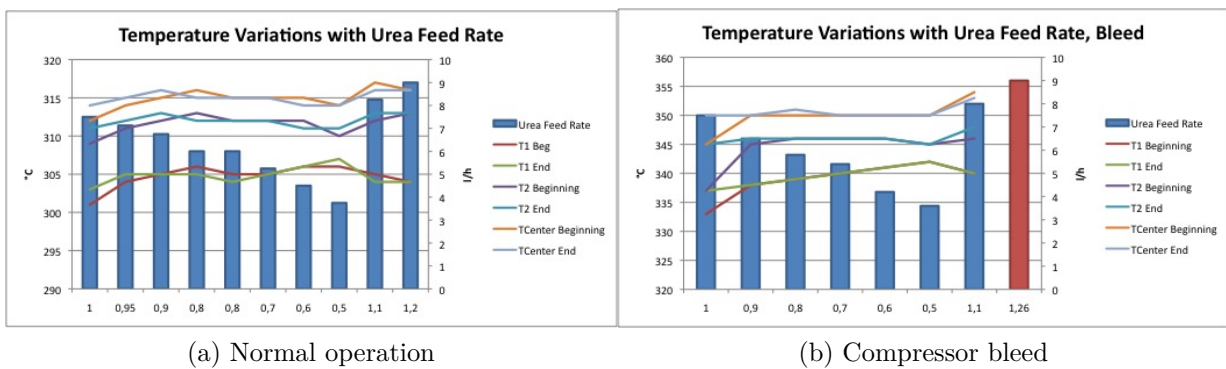 Temperature Variations with Urea Feed Rate
320
315
310
305
300
295
290
°C
10
9
8
7
6
5
4
3
2
1
0
l/h
1 0,95 0,9 0,8 0,8 0,7 0,6 0,5 1,1 1,2
Urea Feed Rate
T1 Beg
T1 End
T2 Beginning
T2 End
TCenter Beginning
TCenter End
(a) Normal operation
Temperature Variations with Urea Feed Rate, Bleed
360
355
350
345
340
335
330
325
320
°C
10
9
8
7
6
5
4
3
2
1
0
l/h
1 0,9 0,8 0,7 0,6 0,5 1,1 1,26
Urea Feed Rate
T1 Beginning
T1 End
T2 Beginning
T2 End
TCenter Beginning
TCenter End
(b) Compressor bleed